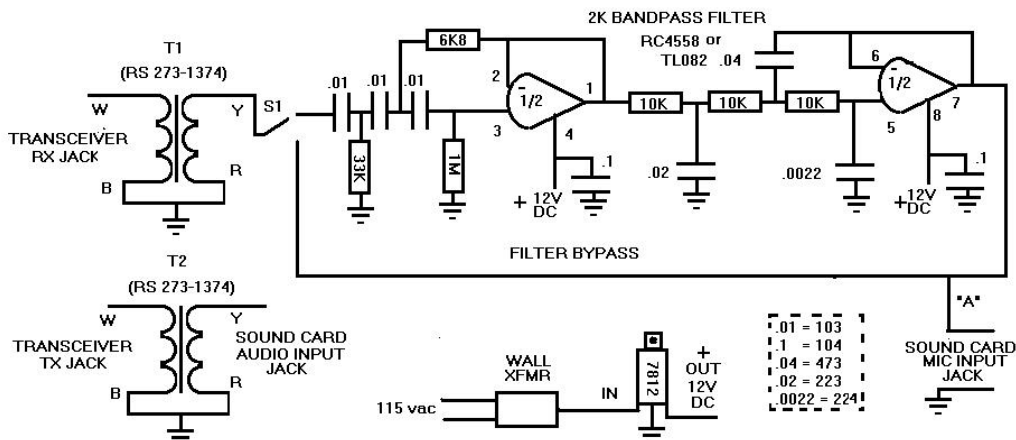 2K BANDPASS FILTER
RC4558 or
TL082 .04
T1
(RS 273-1374)
W
Y
S1
TRANSCEIVER
RX JACK
B
R
.01
.01
.01
6K8
33K
1M
2
-
1/2
1
3
4
.1
+ 12V
DC
10K
10K
10K
.02
.0022
6
-
1/2
7
5
8
.1
+12V
DC
FILTER BYPASS
T2
(RS 273-1374)
W
Y
TRANSCEIVER
TX JACK
SOUND CARD
AUDIO INPUT
JACK
B
R
WALL
XFMR
115 vac
IN
7812
+
OUT
12V
DC
.01 = 103
.1 = 104
.04 = 473
.02 = 223
.0022 = 224
"A"
SOUND CARD
MIC INPUT
JACK